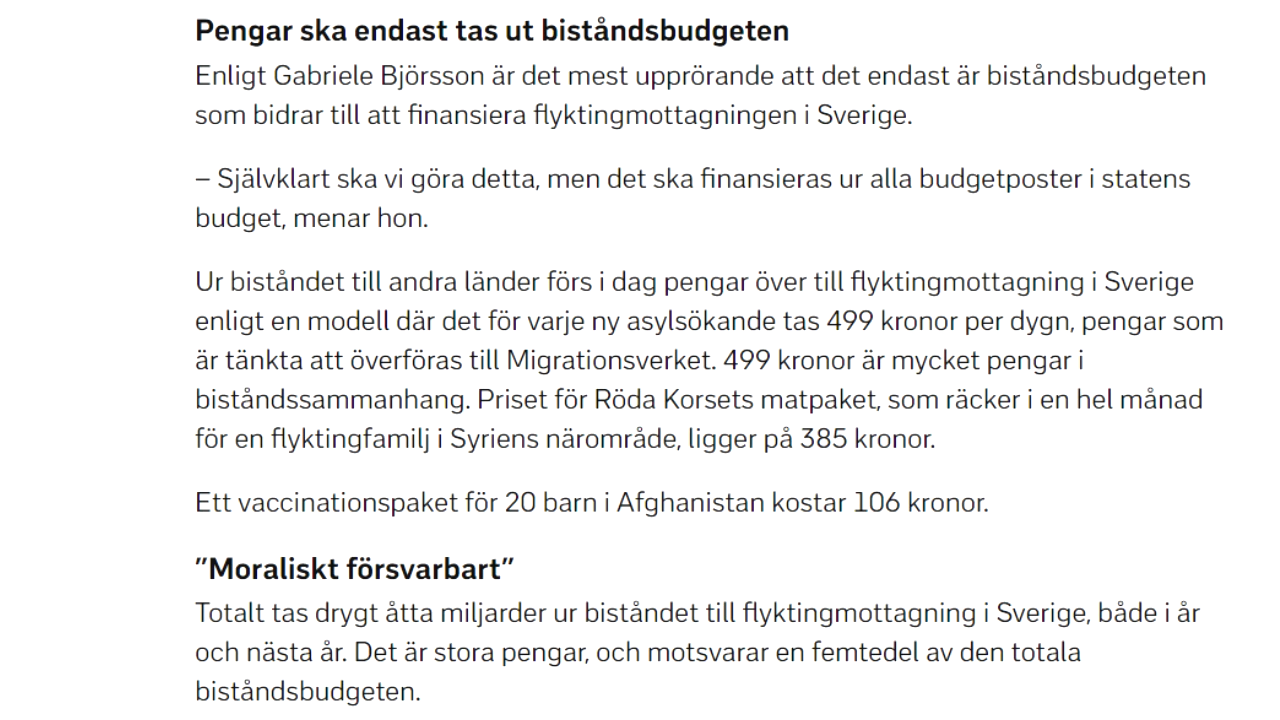 Pengar ska endast tas ut biståndsbudgeten
Enligt Gabriele Björsson är det mest upprörande att det endast är biståndsbudgeten
som bidrar till att finansiera flyktingmottagningen i Sverige.
– Självklart ska vi göra detta, men det ska finansieras ur alla budgetposter i statens
budget, menar hon.
Ur biståndet till andra länder förs i dag pengar över till flyktingmottagning i Sverige
enligt en modell där det för varje ny asylsökande tas 499 kronor per dygn, pengar som
är tänkta att överföras till Migrationsverket. 499 kronor är mycket pengar i
biståndssammanhang. Priset för Röda Korsets matpaket, som räcker i en hel månad
för en flyktingfamilj i Syriens närområde, ligger på 385 kronor.
Ett vaccinationspaket för 20 barn i Afghanistan kostar 106 kronor.
”Moraliskt försvarbart”
Totalt tas drygt åtta miljarder ur biståndet till flyktingmottagning i Sverige, både i år
och nästa år. Det är stora pengar, och motsvarar en femtedel av den totala
biståndsbudgeten.